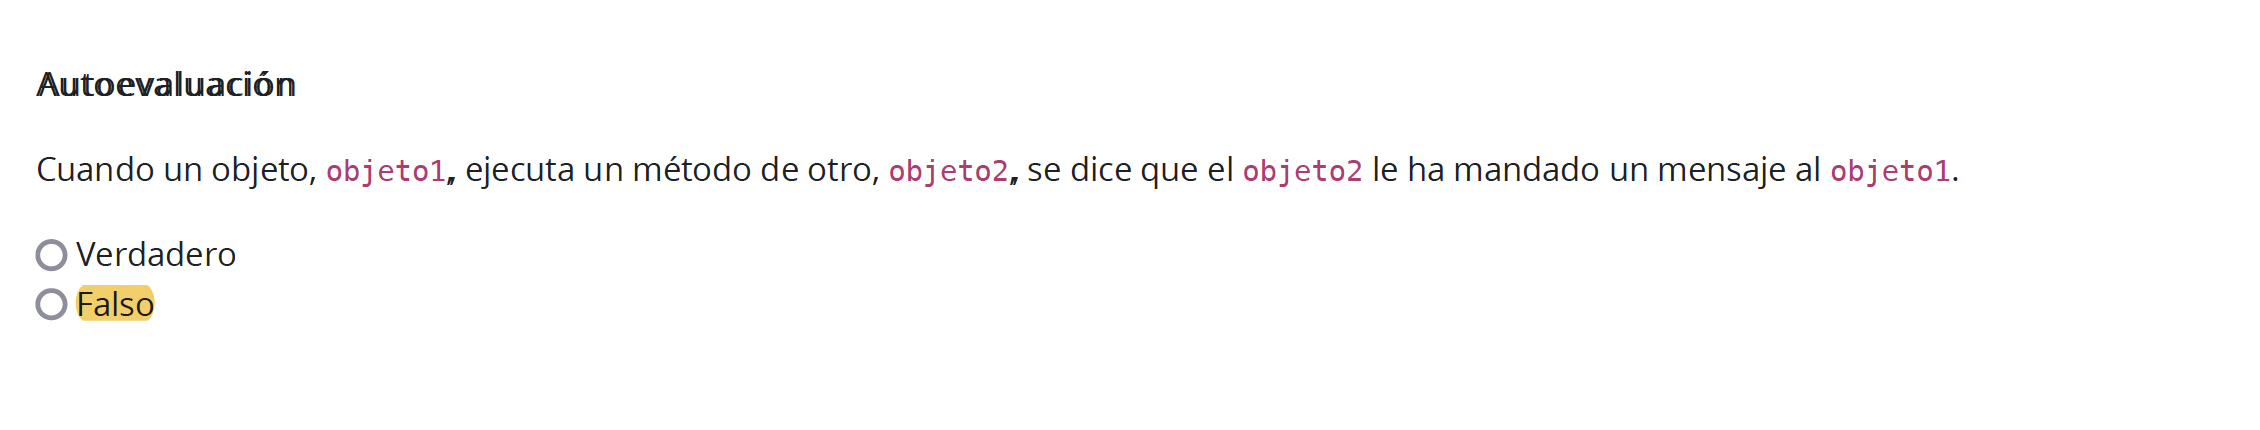 Autoevaluación
Cuando un objeto, objeto1, ejecuta un método de otro, objeto2, se dice que el objeto2 le ha mandado un mensaje al objeto1.
Verdadero
Falso